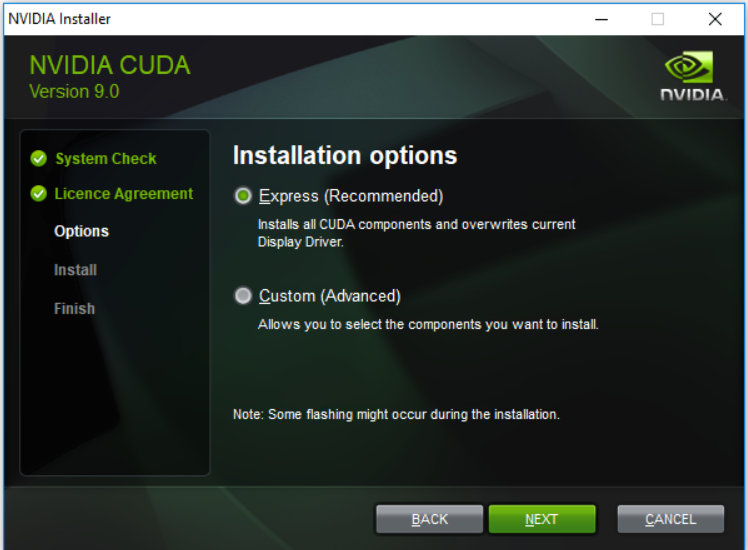 NVIDIA Installer
NVIDIA CUDA
Version 9.0
NVIDIA.
System Check
Licence Agreement
Options
Install
Finish
Installation options
Express (Recommended)
Installs all CUDA components and overwrites current
Display Driver.
Custom (Advanced)
Allows you to select the components you want to install.
Note: Some flashing might occur during the installation.
BACK
NEXT
CANCEL